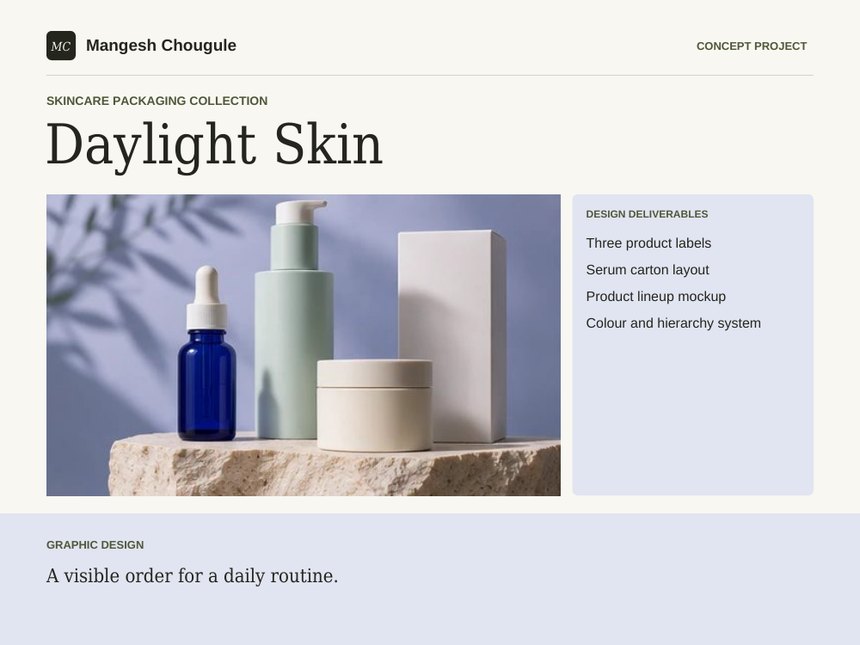 MC
Mangesh Chougule
CONCEPT PROJECT
SKINCARE PACKAGING COLLECTION
Daylight Skin
DESIGN DELIVERABLES
Three product labels
Serum carton layout
Product lineup mockup
Colour and hierarchy system
GRAPHIC DESIGN
A visible order for a daily routine.